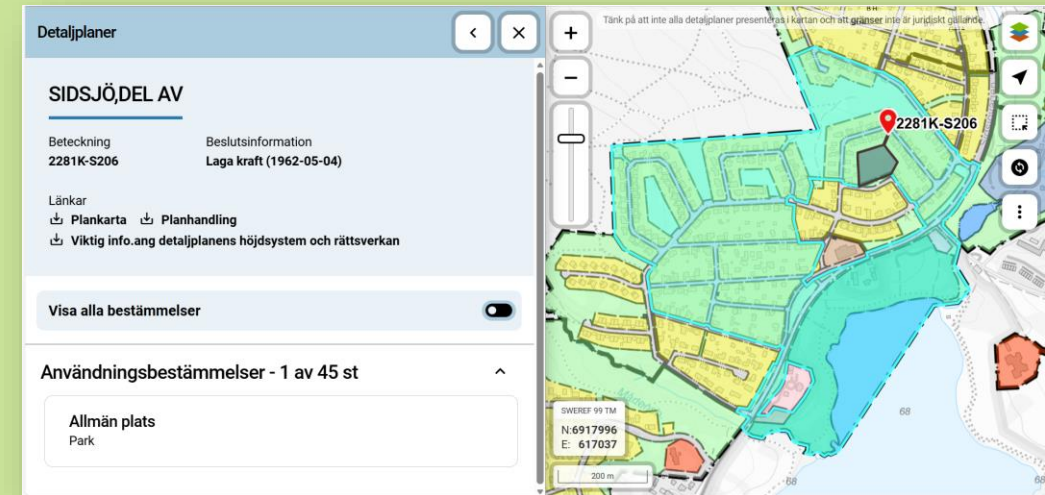 Detaljplaner
SIDSJÖ,DEL AV
Beteckning
Beslutsinformation
2281K-S206
Laga kraft (1962-05-04)
Länkar
Plankarta
Planhandling
Viktig info.ang detaljplanens höjdsystem och rättsverkan
Visa alla bestämmelser
Användningsbestämmelser - 1 av 45 st
Allmän plats
Park
Tänk på att inte alla detaljplaner presenteras i kartan och att gränser inte är juridiskt gällande.
2281K-S206
SWEREF 99 TM
N:6917996
E: 617037
200 m
68
68
68